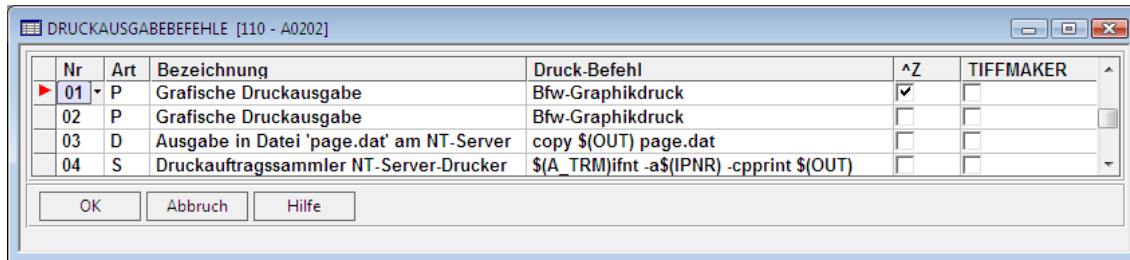 DRUCKAUSGABEBEFEHLE [110 - A0202]
Nr Art Bezeichnung Druck-Befehl ^Z TIFFMAKER
01 P Grafische Druckausgabe Bfw-Graphikdruck
02 P Grafische Druckausgabe Bfw-Graphikdruck
03 D Ausgabe in Datei 'page.dat' am NT-Server copy $(OUT) page.dat
04 S Druckauftragssammler NT-Server-Drucker $(A_TRM)ifnt -a$(IPNR) -cpprint $(OUT)
OK Abbruch Hilfe